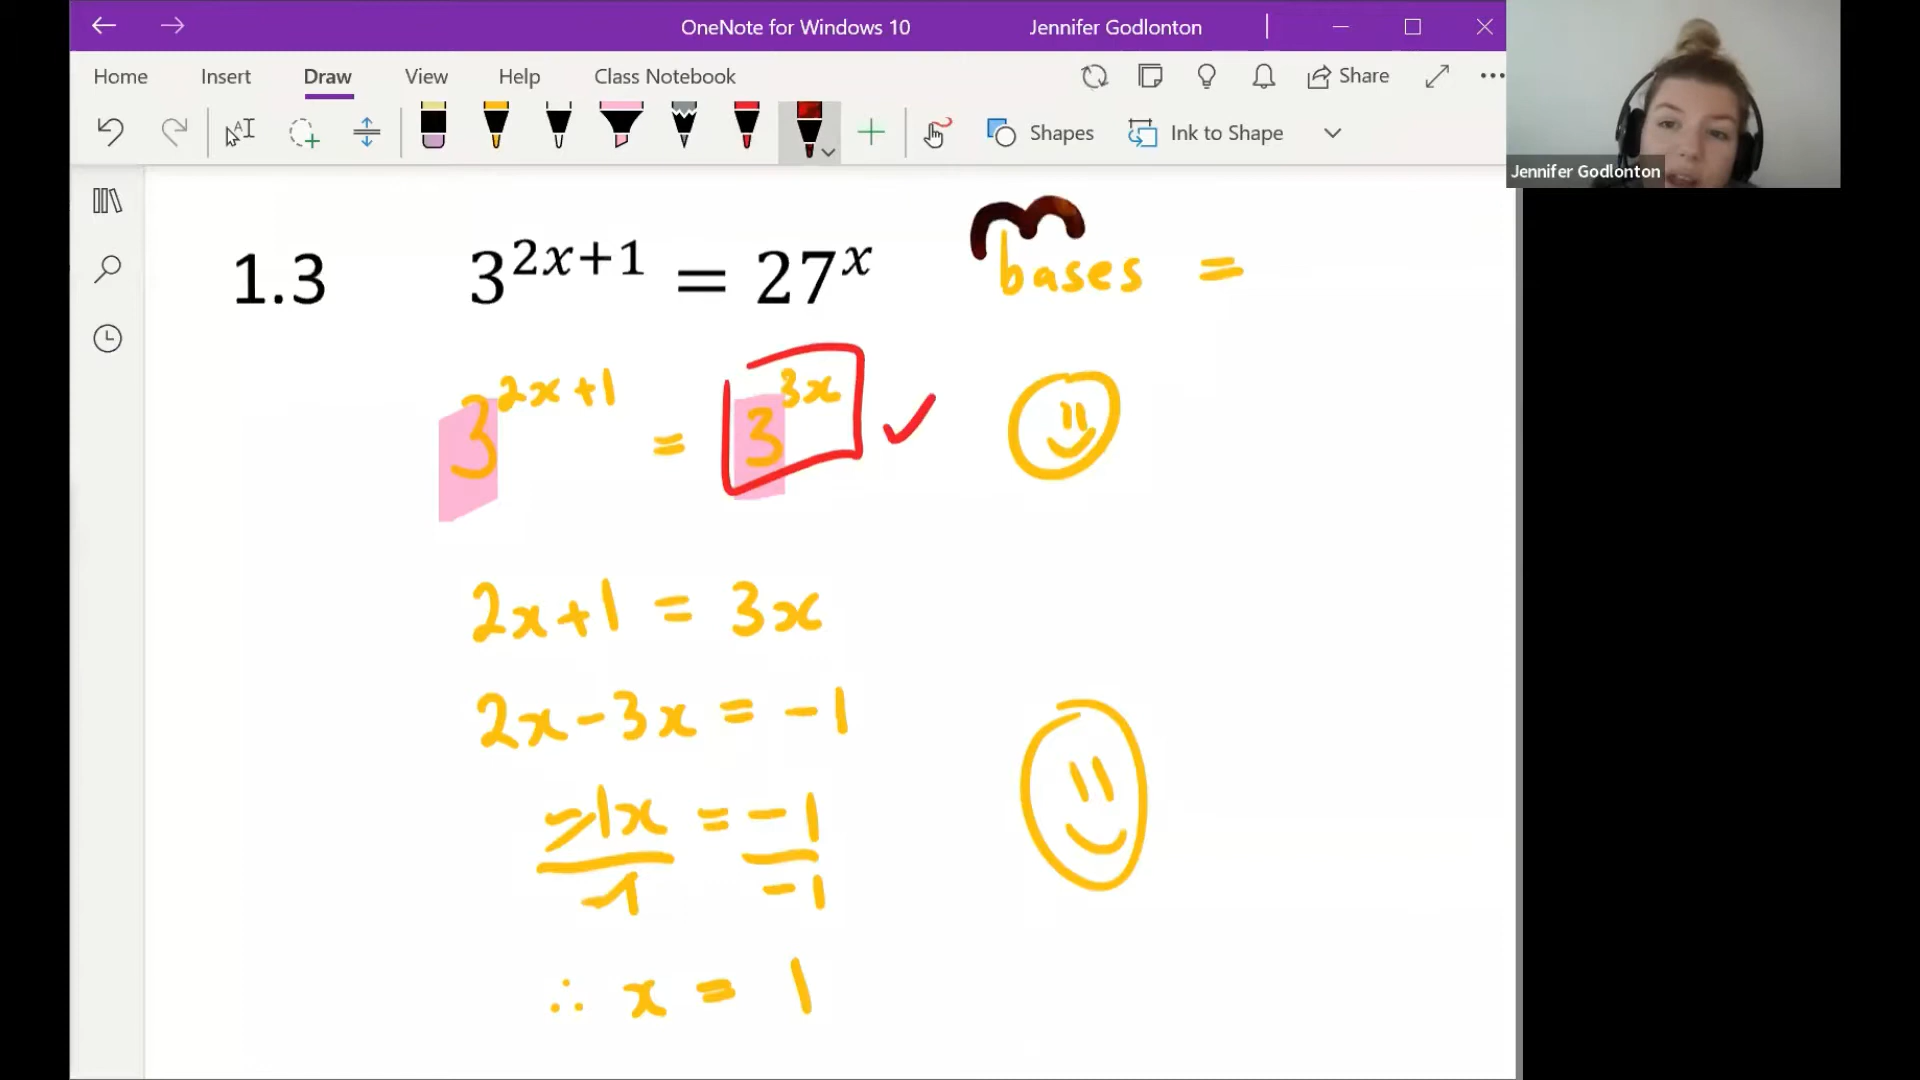 OneNote for Windows 10 Jennifer Godlonton
Home Insert Draw View Help Class Notebook Share
Shapes Ink to Shape
Jennifer Godlonton
1.3 3^{2x+1} = 27^x bases =
3^{2x+1} = 3^{3x} ✓
2x+1 = 3x
2x-3x = -1
-1x/-1 = -1/-1
∴ x = 1